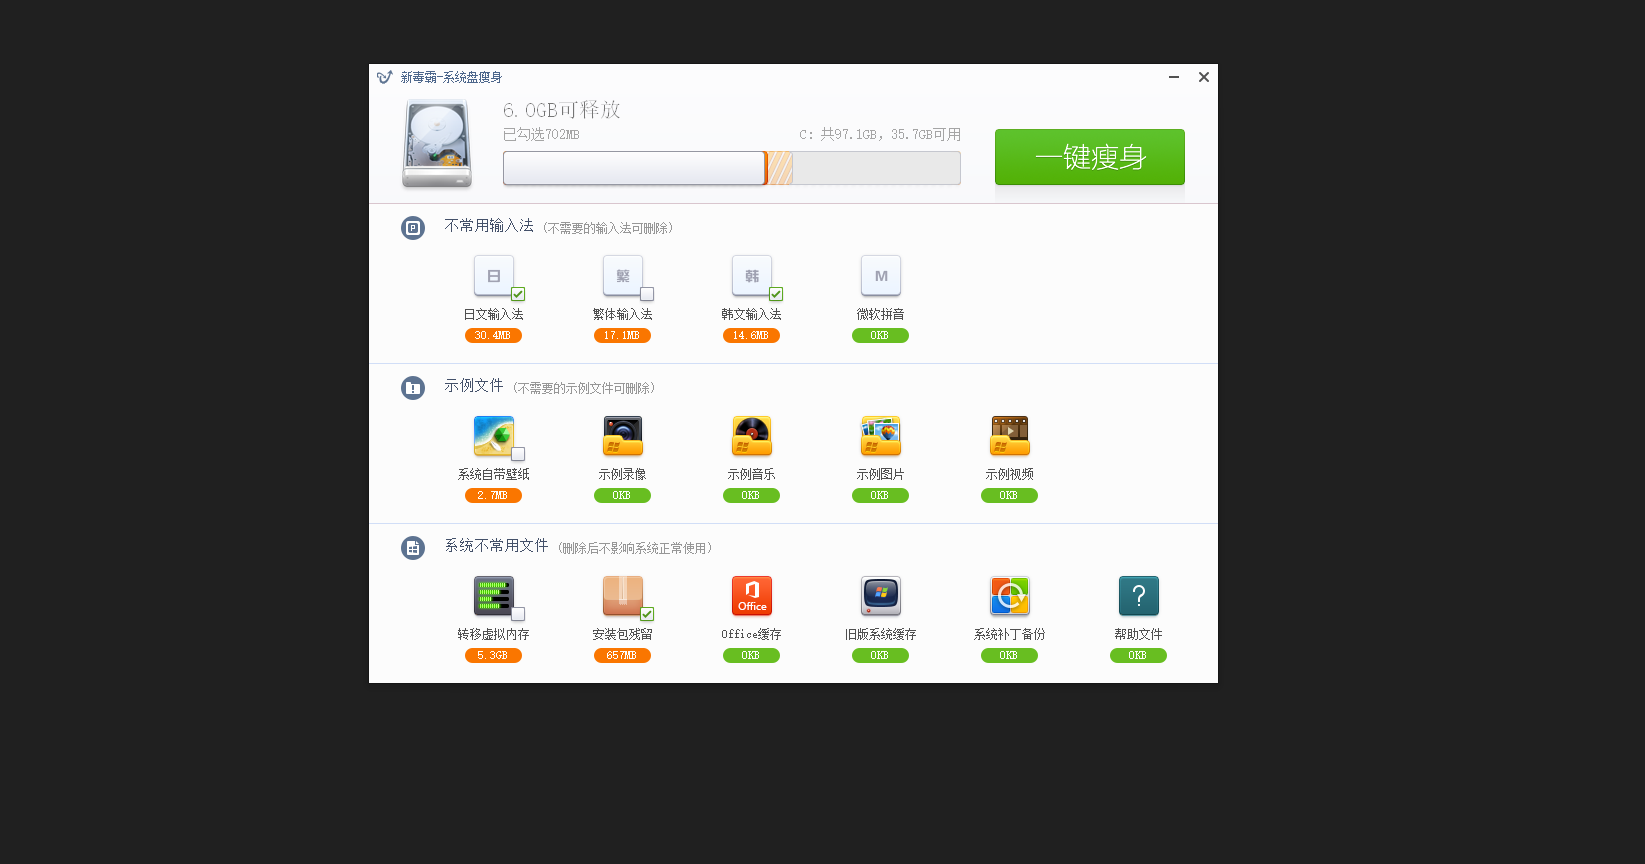 新毒霸-系统盘瘦身
6.0GB可释放
已勾选702MB
C: 共97.1GB, 35.7GB可用
一键瘦身
P
不常用输入法 (不需要的输入法可删除)
日 繁 韩 M
日文输入法 繁体输入法 韩文输入法 微软拼音
30.4MB 17.1MB 14.6MB 0KB
示例文件 (不需要的示例文件可删除)
系统自带壁纸 示例录像 示例音乐 示例图片 示例视频
2.7MB 0KB 0KB 0KB 0KB
系统不常用文件 (删除后不影响系统正常使用)
Office ?
转移虚拟内存 安装包残留 Office缓存 旧版系统缓存 系统补丁备份 帮助文件
5.3GB 657MB 0KB 0KB 0KB 0KB